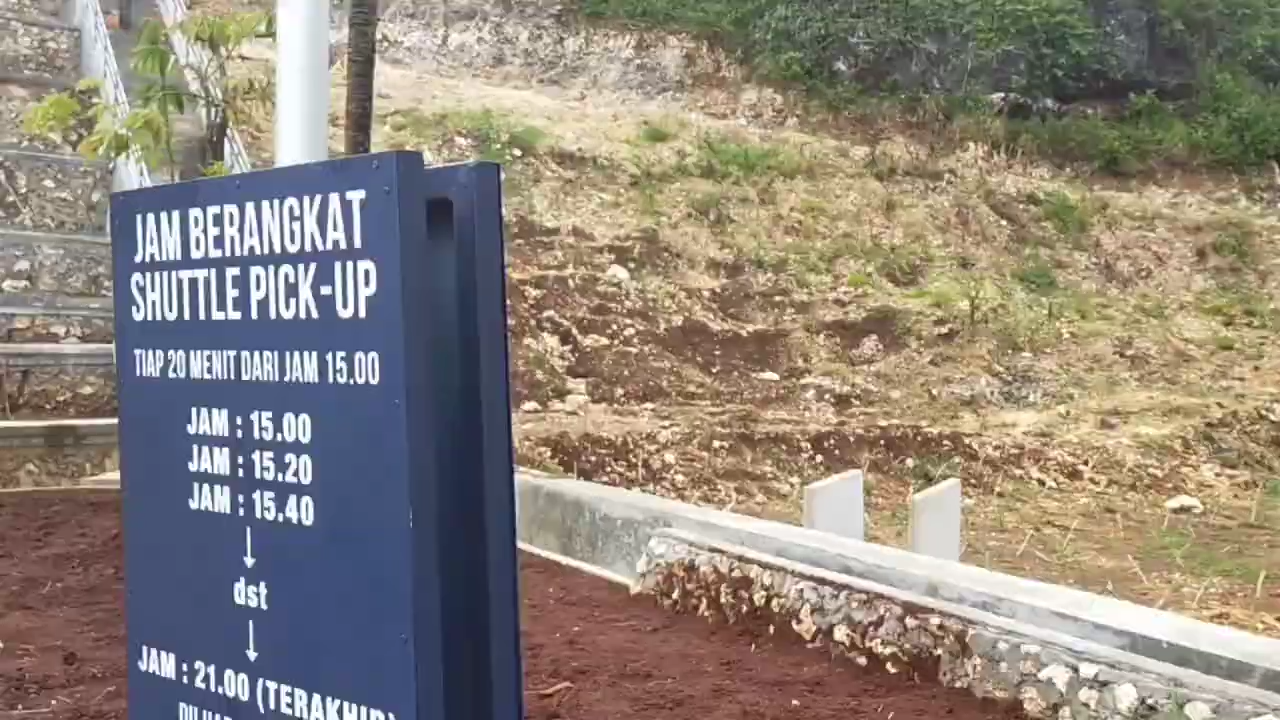 JAM BERANGKAT
SHUTTLE PICK-UP
TIAP 20 MENIT DARI JAM 15.00
JAM : 15.00
JAM : 15.20
JAM : 15.40
↓
dst
↓
JAM : 21.00 (TERAKHIR)